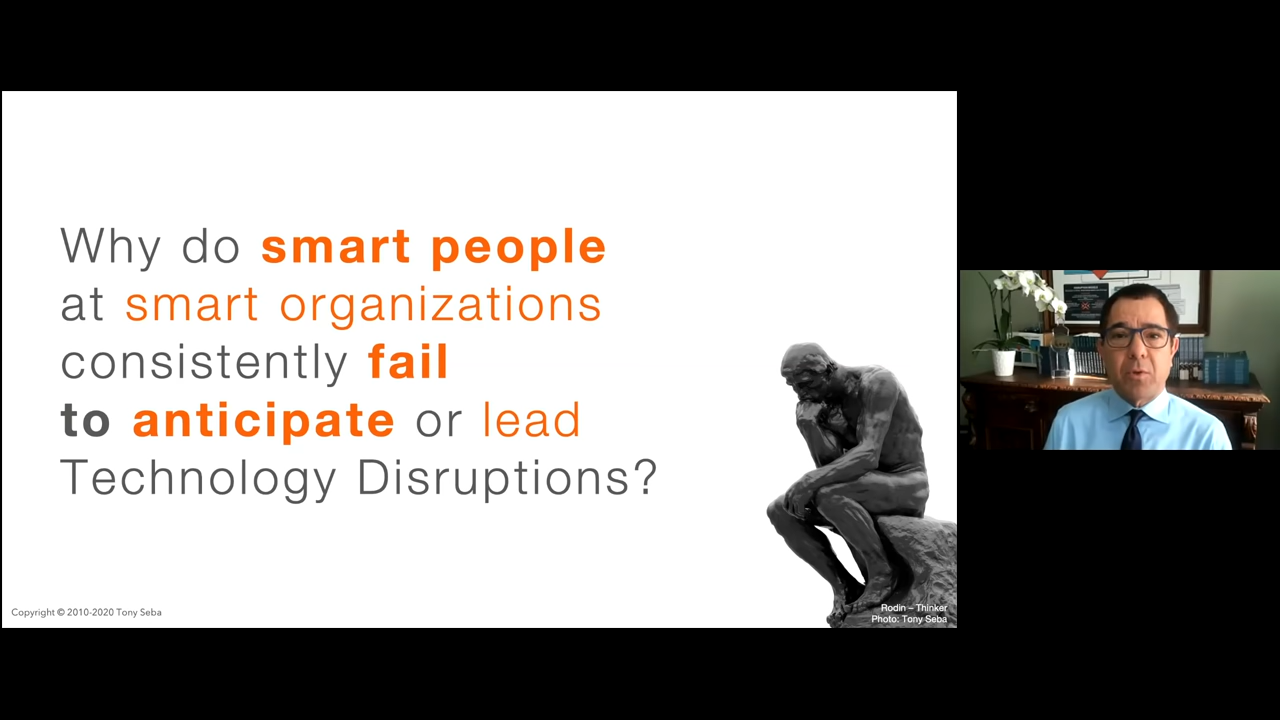 Why do smart people
at smart organizations
consistently fail
to anticipate or lead
Technology Disruptions?
Copyright © 2010-2020 Tony Seba
Rodin – Thinker
Photo: Tony Seba